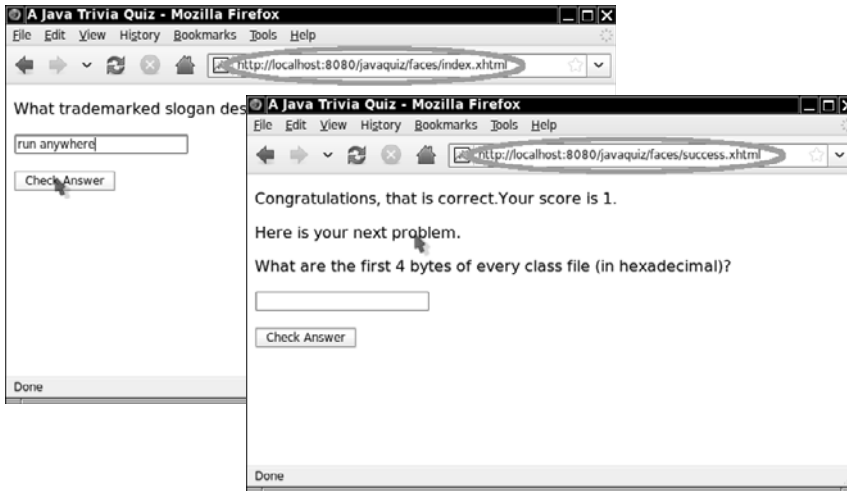 A Java Trivia Quiz - Mozilla Firefox
File Edit View History Bookmarks Tools Help
http://localhost:8080/javaquiz/faces/index.xhtml
What trademarked slogan des
run anywhere
Check Answer
Done
A Java Trivia Quiz - Mozilla Firefox
File Edit View History Bookmarks Tools Help
http://localhost:8080/javaquiz/faces/success.xhtml
Congratulations, that is correct.Your score is 1.
Here is your next problem.
What are the first 4 bytes of every class file (in hexadecimal)?
Check Answer
Done